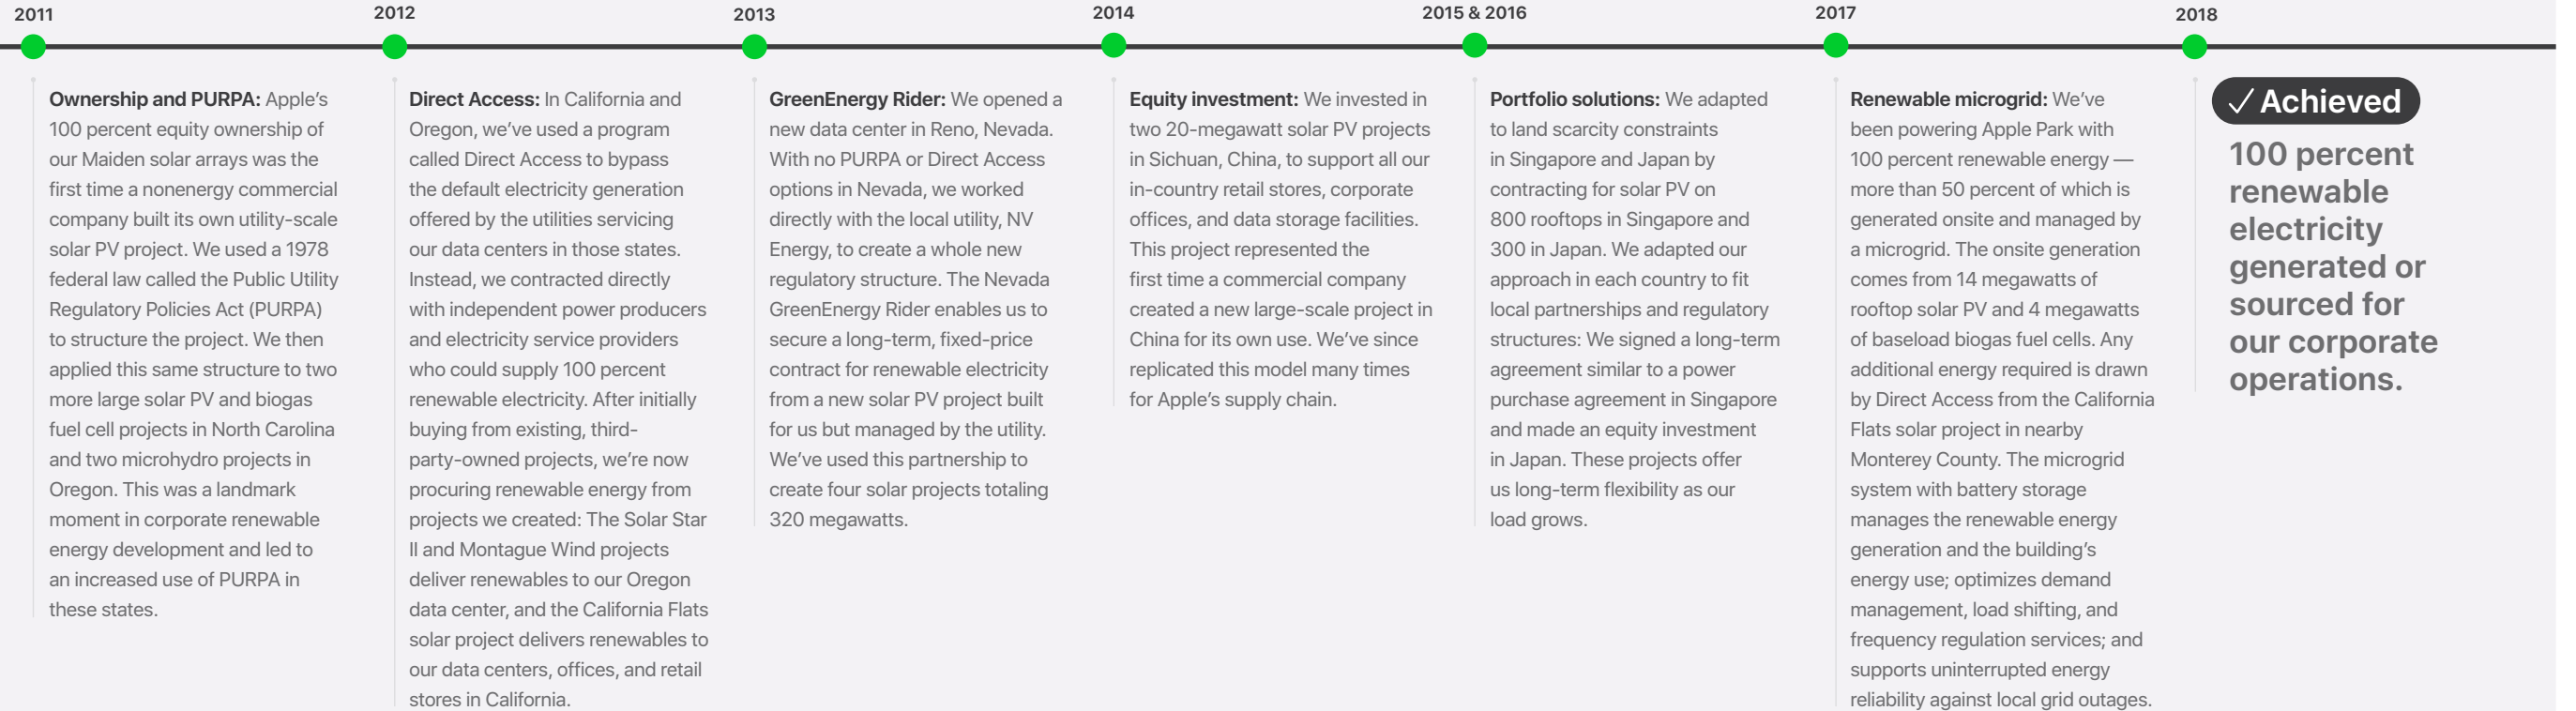 2011
Ownership and PURPA: Apple’s
100 percent equity ownership of
our Maiden solar arrays was the
first time a nonenergy commercial
company built its own utility-scale
solar PV project. We used a 1978
federal law called the Public Utility
Regulatory Policies Act (PURPA)
to structure the project. We then
applied this same structure to two
more large solar PV and biogas
fuel cell projects in North Carolina
and two microhydro projects in
Oregon. This was a landmark
moment in corporate renewable
energy development and led to
an increased use of PURPA in
these states.
2012
Direct Access: In California and
Oregon, we’ve used a program
called Direct Access to bypass
the default electricity generation
offered by the utilities servicing
our data centers in those states.
Instead, we contracted directly
with independent power producers
and electricity service providers
who could supply 100 percent
renewable electricity. After initially
buying from existing, third-
party-owned projects, we’re now
procuring renewable energy from
projects we created: The Solar Star
II and Montague Wind projects
deliver renewables to our Oregon
data center, and the California Flats
solar project delivers renewables to
our data centers, offices, and retail
stores in California.
2013
GreenEnergy Rider: We opened a
new data center in Reno, Nevada.
With no PURPA or Direct Access
options in Nevada, we worked
directly with the local utility, NV
Energy, to create a whole new
regulatory structure. The Nevada
GreenEnergy Rider enables us to
secure a long-term, fixed-price
contract for renewable electricity
from a new solar PV project built
for us but managed by the utility.
We’ve used this partnership to
create four solar projects totaling
320 megawatts.
2014
Equity investment: We invested in
two 20-megawatt solar PV projects
in Sichuan, China, to support all our
in-country retail stores, corporate
offices, and data storage facilities.
This project represented the
first time a commercial company
created a new large-scale project in
China for its own use. We’ve since
replicated this model many times
for Apple’s supply chain.
2015 & 2016
Portfolio solutions: We adapted
to land scarcity constraints
in Singapore and Japan by
contracting for solar PV on
800 rooftops in Singapore and
300 in Japan. We adapted our
approach in each country to fit
local partnerships and regulatory
structures: We signed a long-term
agreement similar to a power
purchase agreement in Singapore
and made an equity investment
in Japan. These projects offer
us long-term flexibility as our
load grows.
2017
Renewable microgrid: We’ve
been powering Apple Park with
100 percent renewable energy —
more than 50 percent of which is
generated onsite and managed by
a microgrid. The onsite generation
comes from 14 megawatts of
rooftop solar PV and 4 megawatts
of baseload biogas fuel cells. Any
additional energy required is drawn
by Direct Access from the California
Flats solar project in nearby
Monterey County. The microgrid
system with battery storage
manages the renewable energy
generation and the building’s
energy use; optimizes demand
management, load shifting, and
frequency regulation services; and
supports uninterrupted energy
reliability against local grid outages.
2018
✓ Achieved
100 percent
renewable
electricity
generated or
sourced for
our corporate
operations.